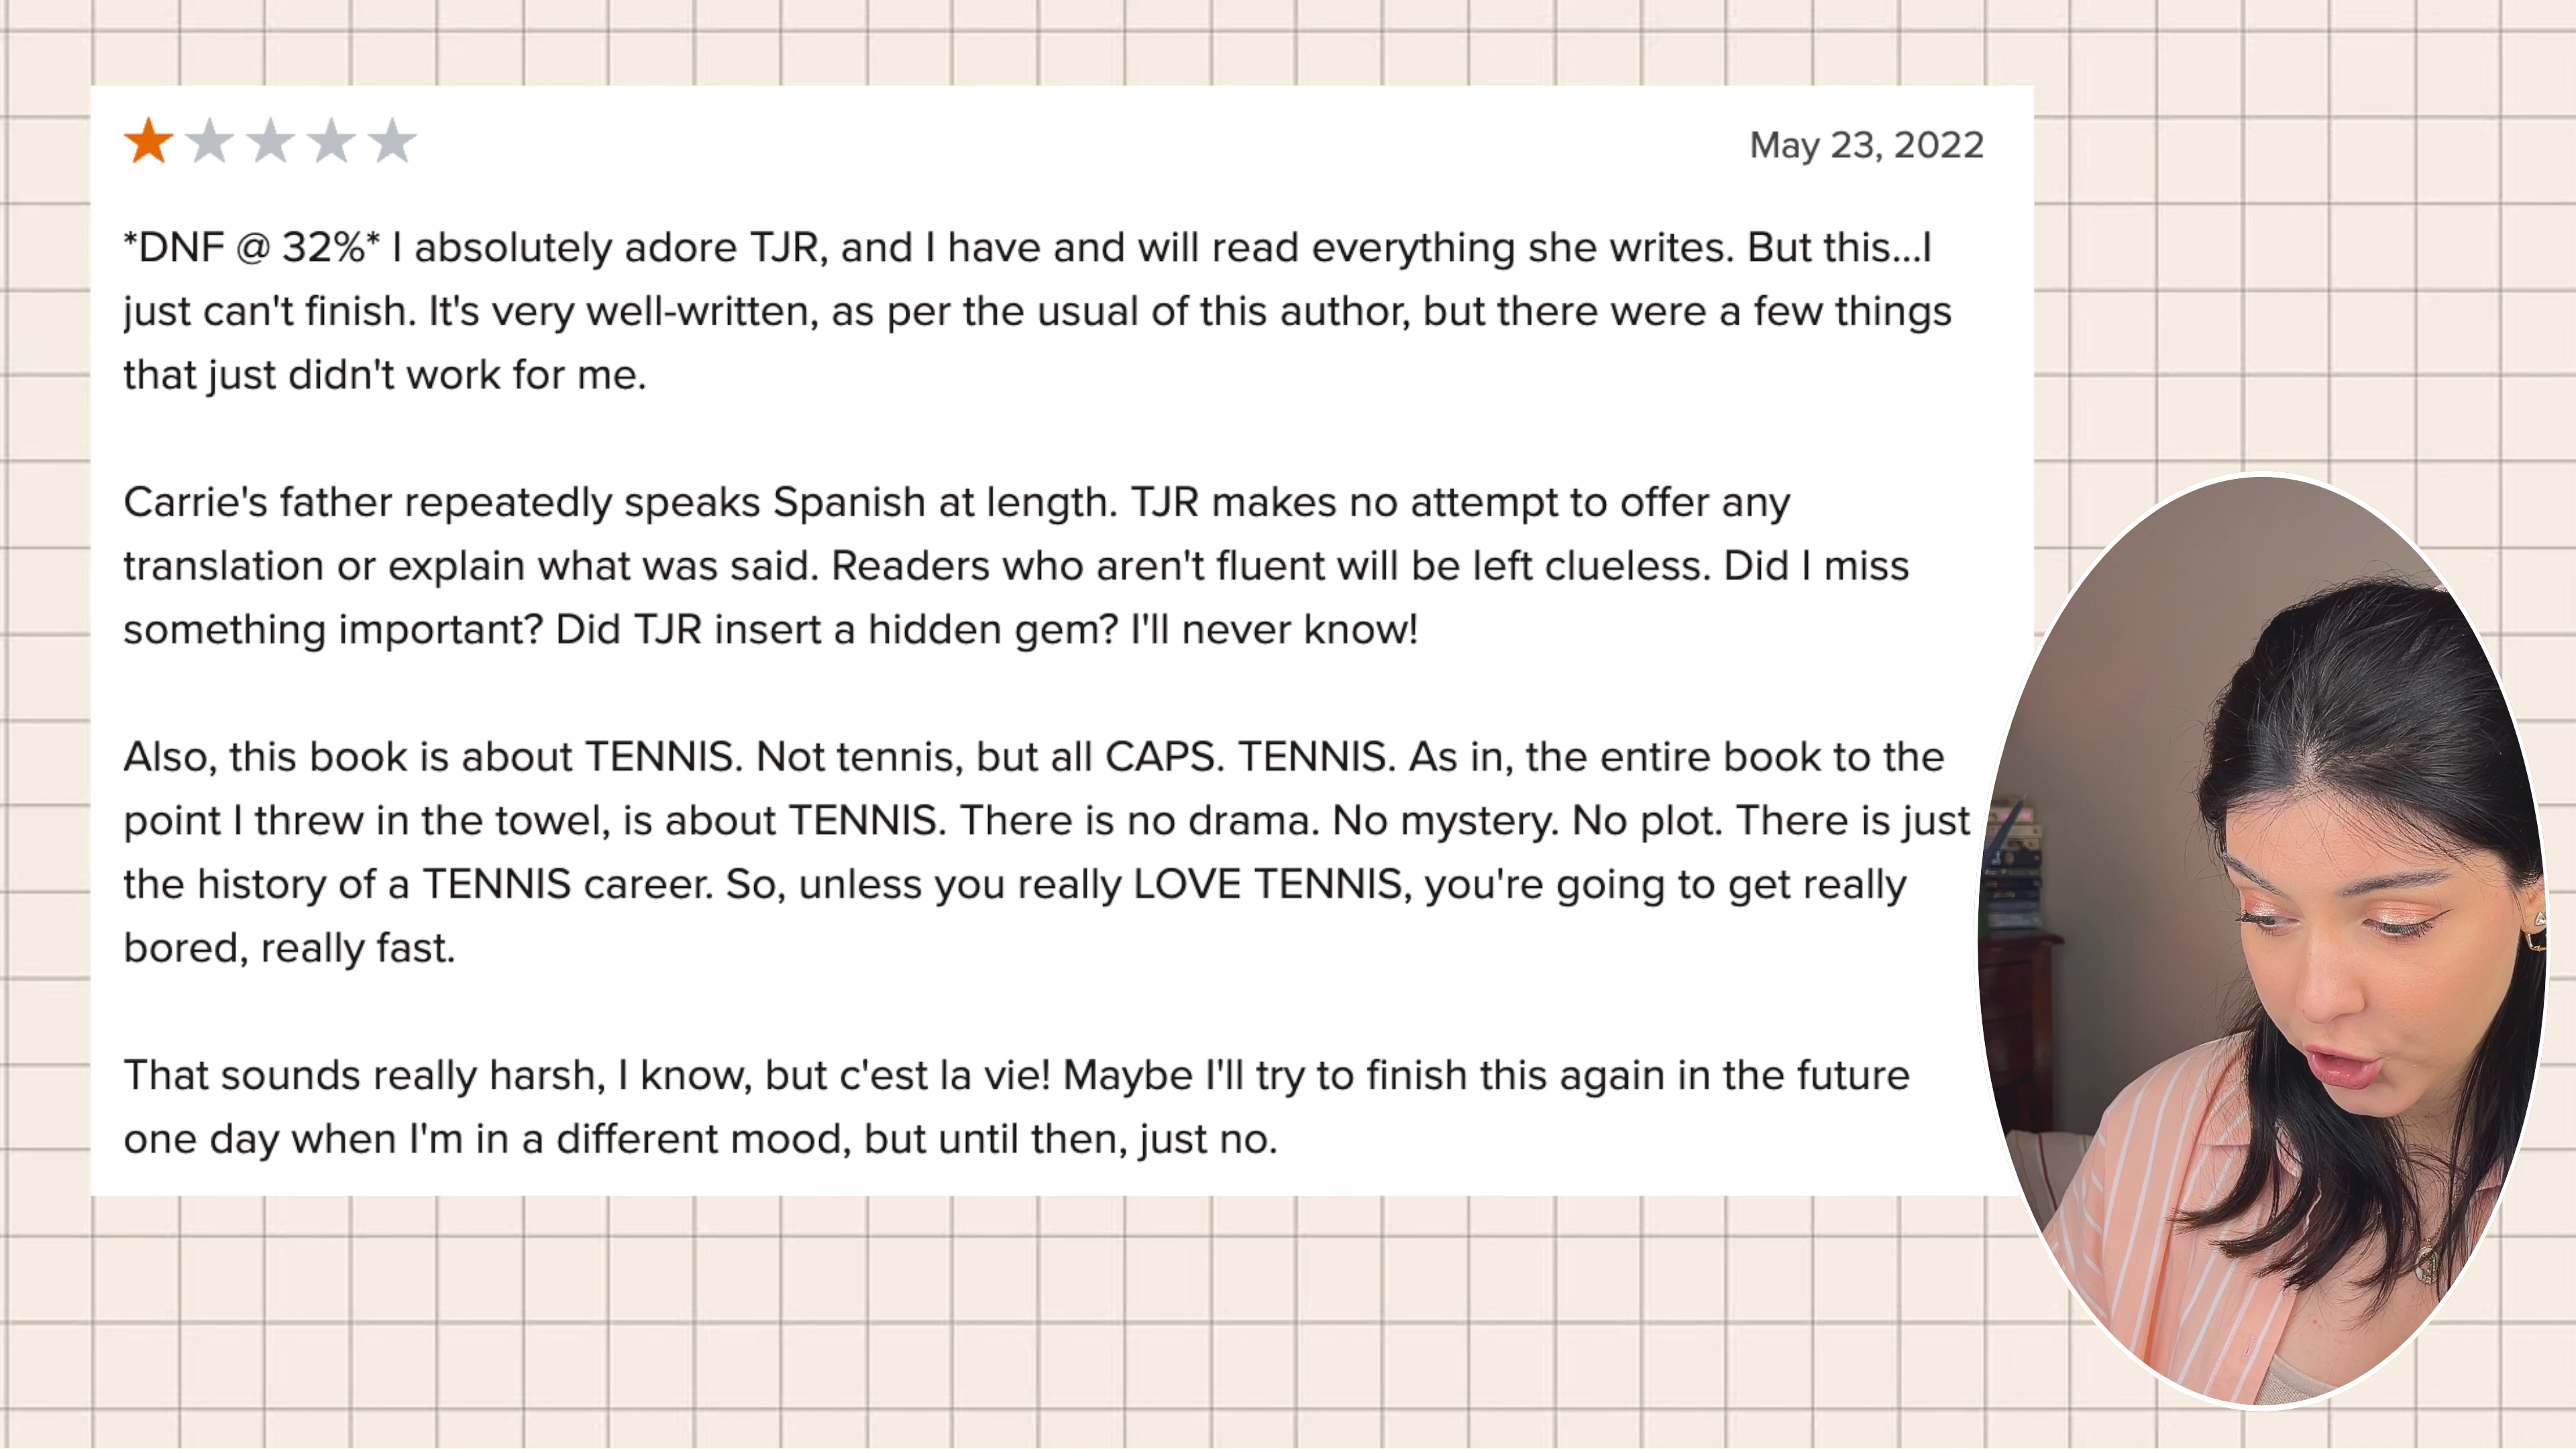 May 23, 2022
*DNF @ 32%* I absolutely adore TJR, and I have and will read everything she writes. But this...I
just can't finish. It's very well-written, as per the usual of this author, but there were a few things
that just didn't work for me.
Carrie's father repeatedly speaks Spanish at length. TJR makes no attempt to offer any
translation or explain what was said. Readers who aren't fluent will be left clueless. Did I miss
something important? Did TJR insert a hidden gem? I'll never know!
Also, this book is about TENNIS. Not tennis, but all CAPS. TENNIS. As in, the entire book to the
point I threw in the towel, is about TENNIS. There is no drama. No mystery. No plot. There is just
the history of a TENNIS career. So, unless you really LOVE TENNIS, you're going to get really
bored, really fast.
That sounds really harsh, I know, but c'est la vie! Maybe I'll try to finish this again in the future
one day when I'm in a different mood, but until then, just no.